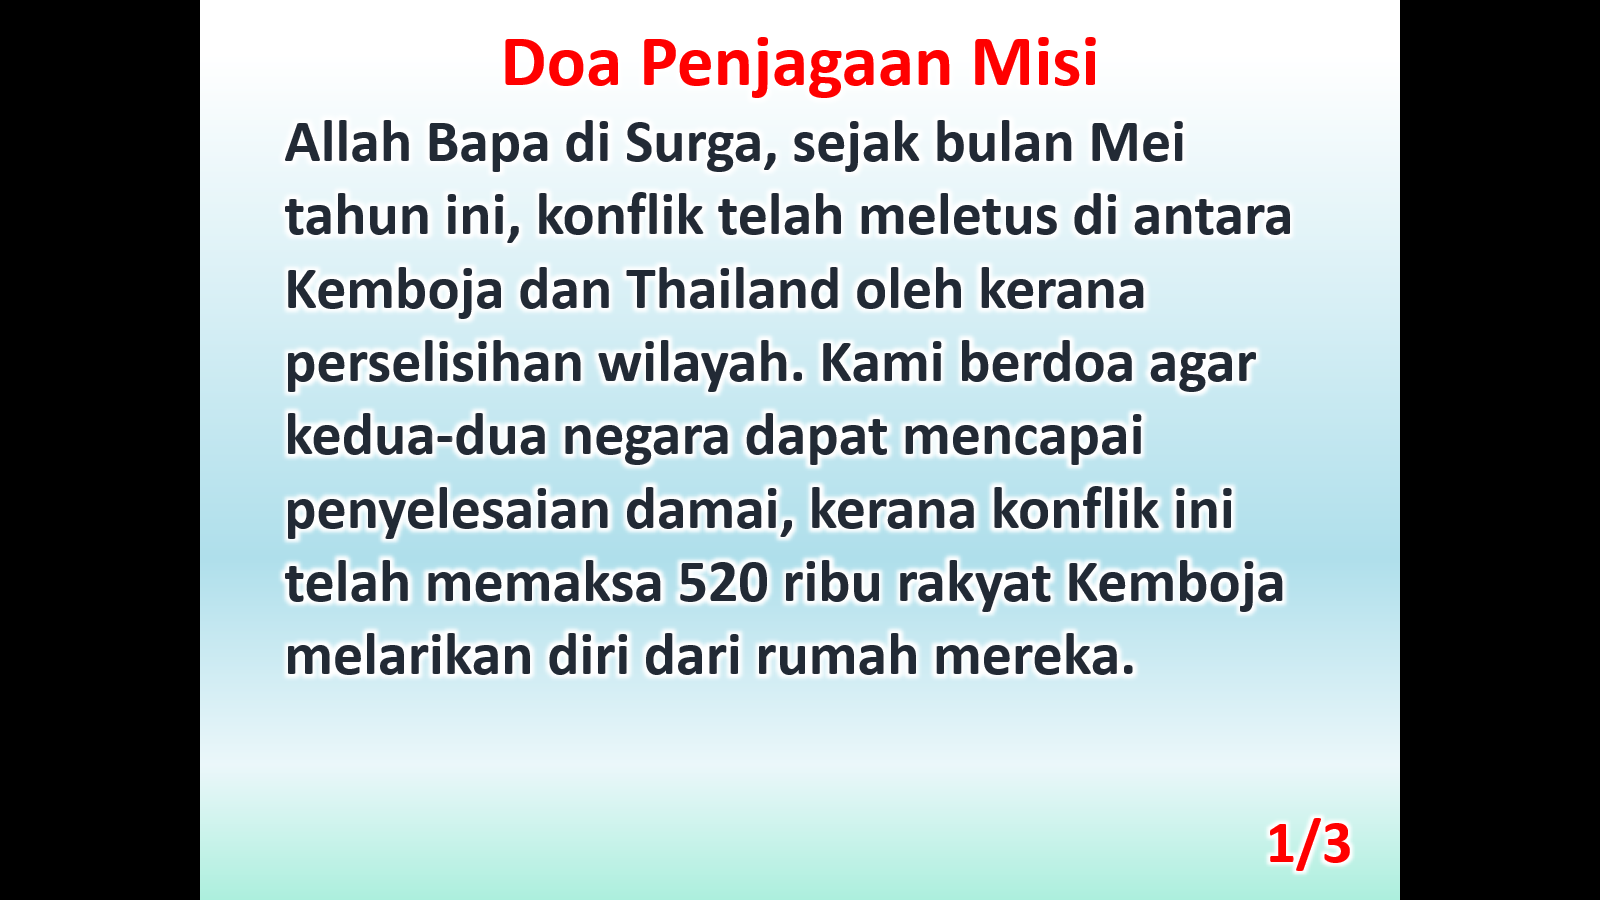 Doa Penjagaan Misi
Allah Bapa di Surga, sejak bulan Mei
tahun ini, konflik telah meletus di antara
Kemboja dan Thailand oleh kerana
perselisihan wilayah. Kami berdoa agar
kedua-dua negara dapat mencapai
penyelesaian damai, kerana konflik ini
telah memaksa 520 ribu rakyat Kemboja
melarikan diri dari rumah mereka.
1/3